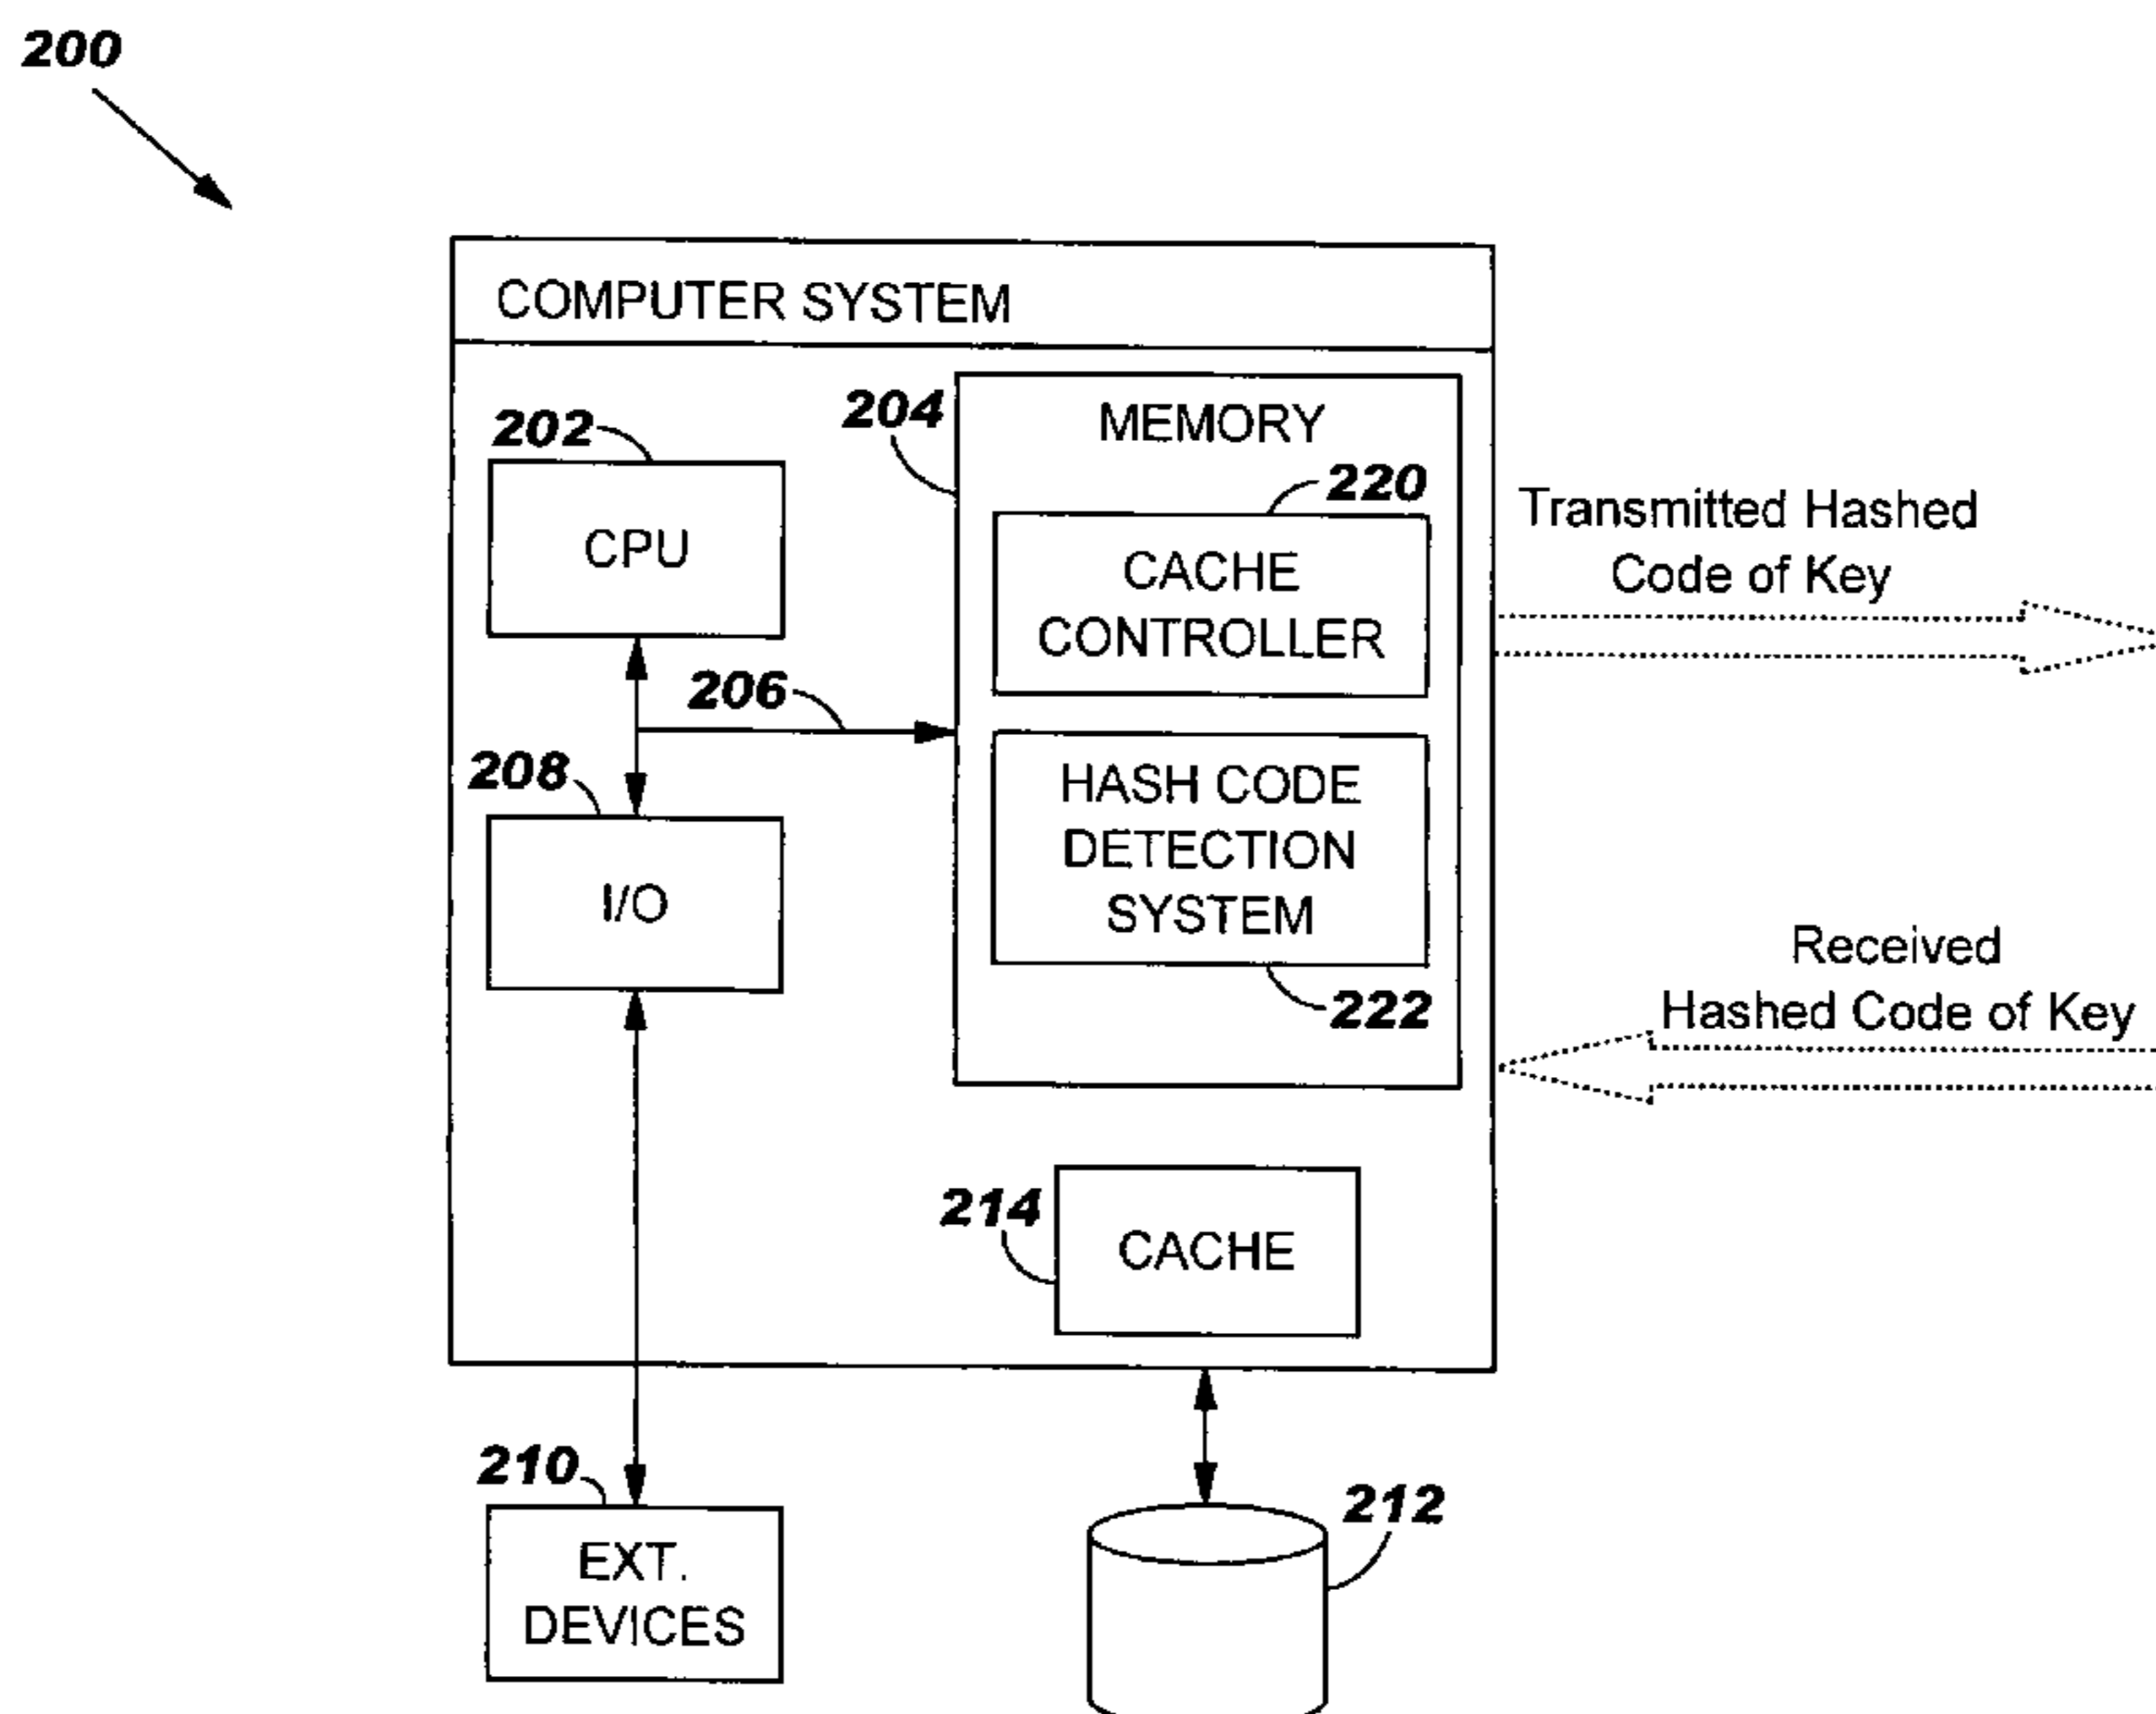 200
COMPUTER SYSTEM
202
CPU
204
MEMORY
220
CACHE
CONTROLLER
206
208
I/O
HASH CODE
DETECTION
SYSTEM
222
Transmitted Hashed
Code of Key
Received
Hashed Code of Key
214
CACHE
210
EXT.
DEVICES
212